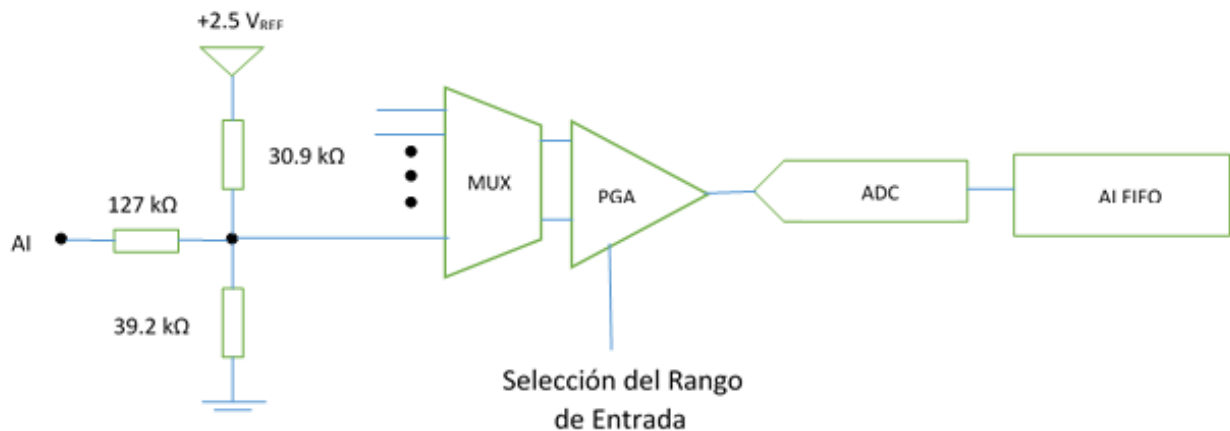 +2.5 VREF
30.9 kΩ
127 kΩ
AI
39.2 kΩ
MUX
PGA
ADC
AI FIFO
Selección del Rango
de Entrada